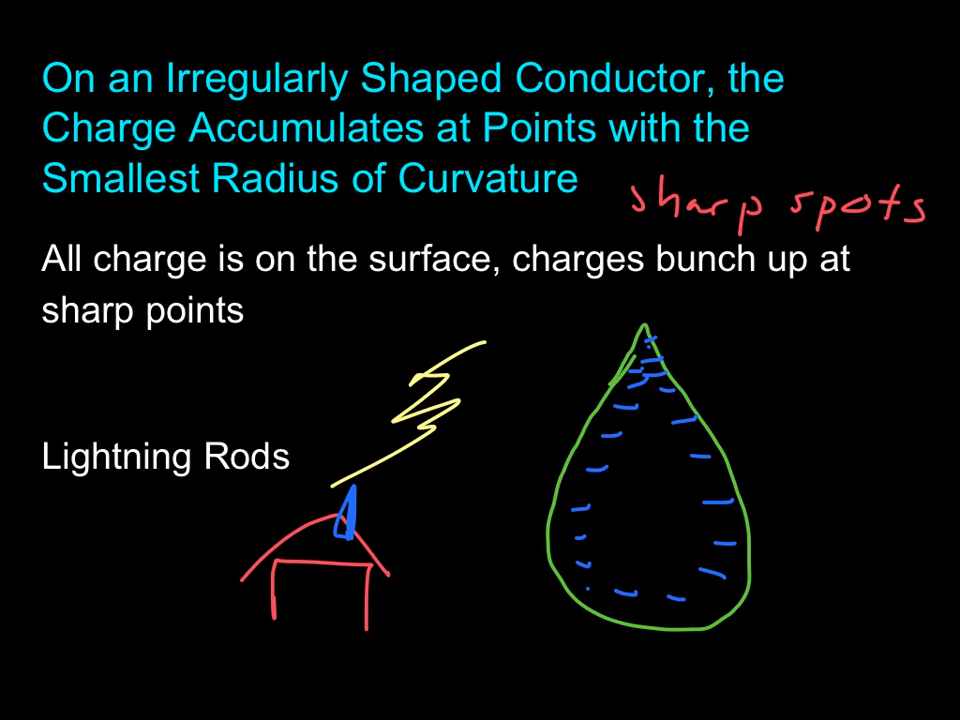 On an Irregularly Shaped Conductor, the
Charge Accumulates at Points with the
Smallest Radius of Curvature
sharp spots
All charge is on the surface, charges bunch up at
sharp points
Lightning Rods